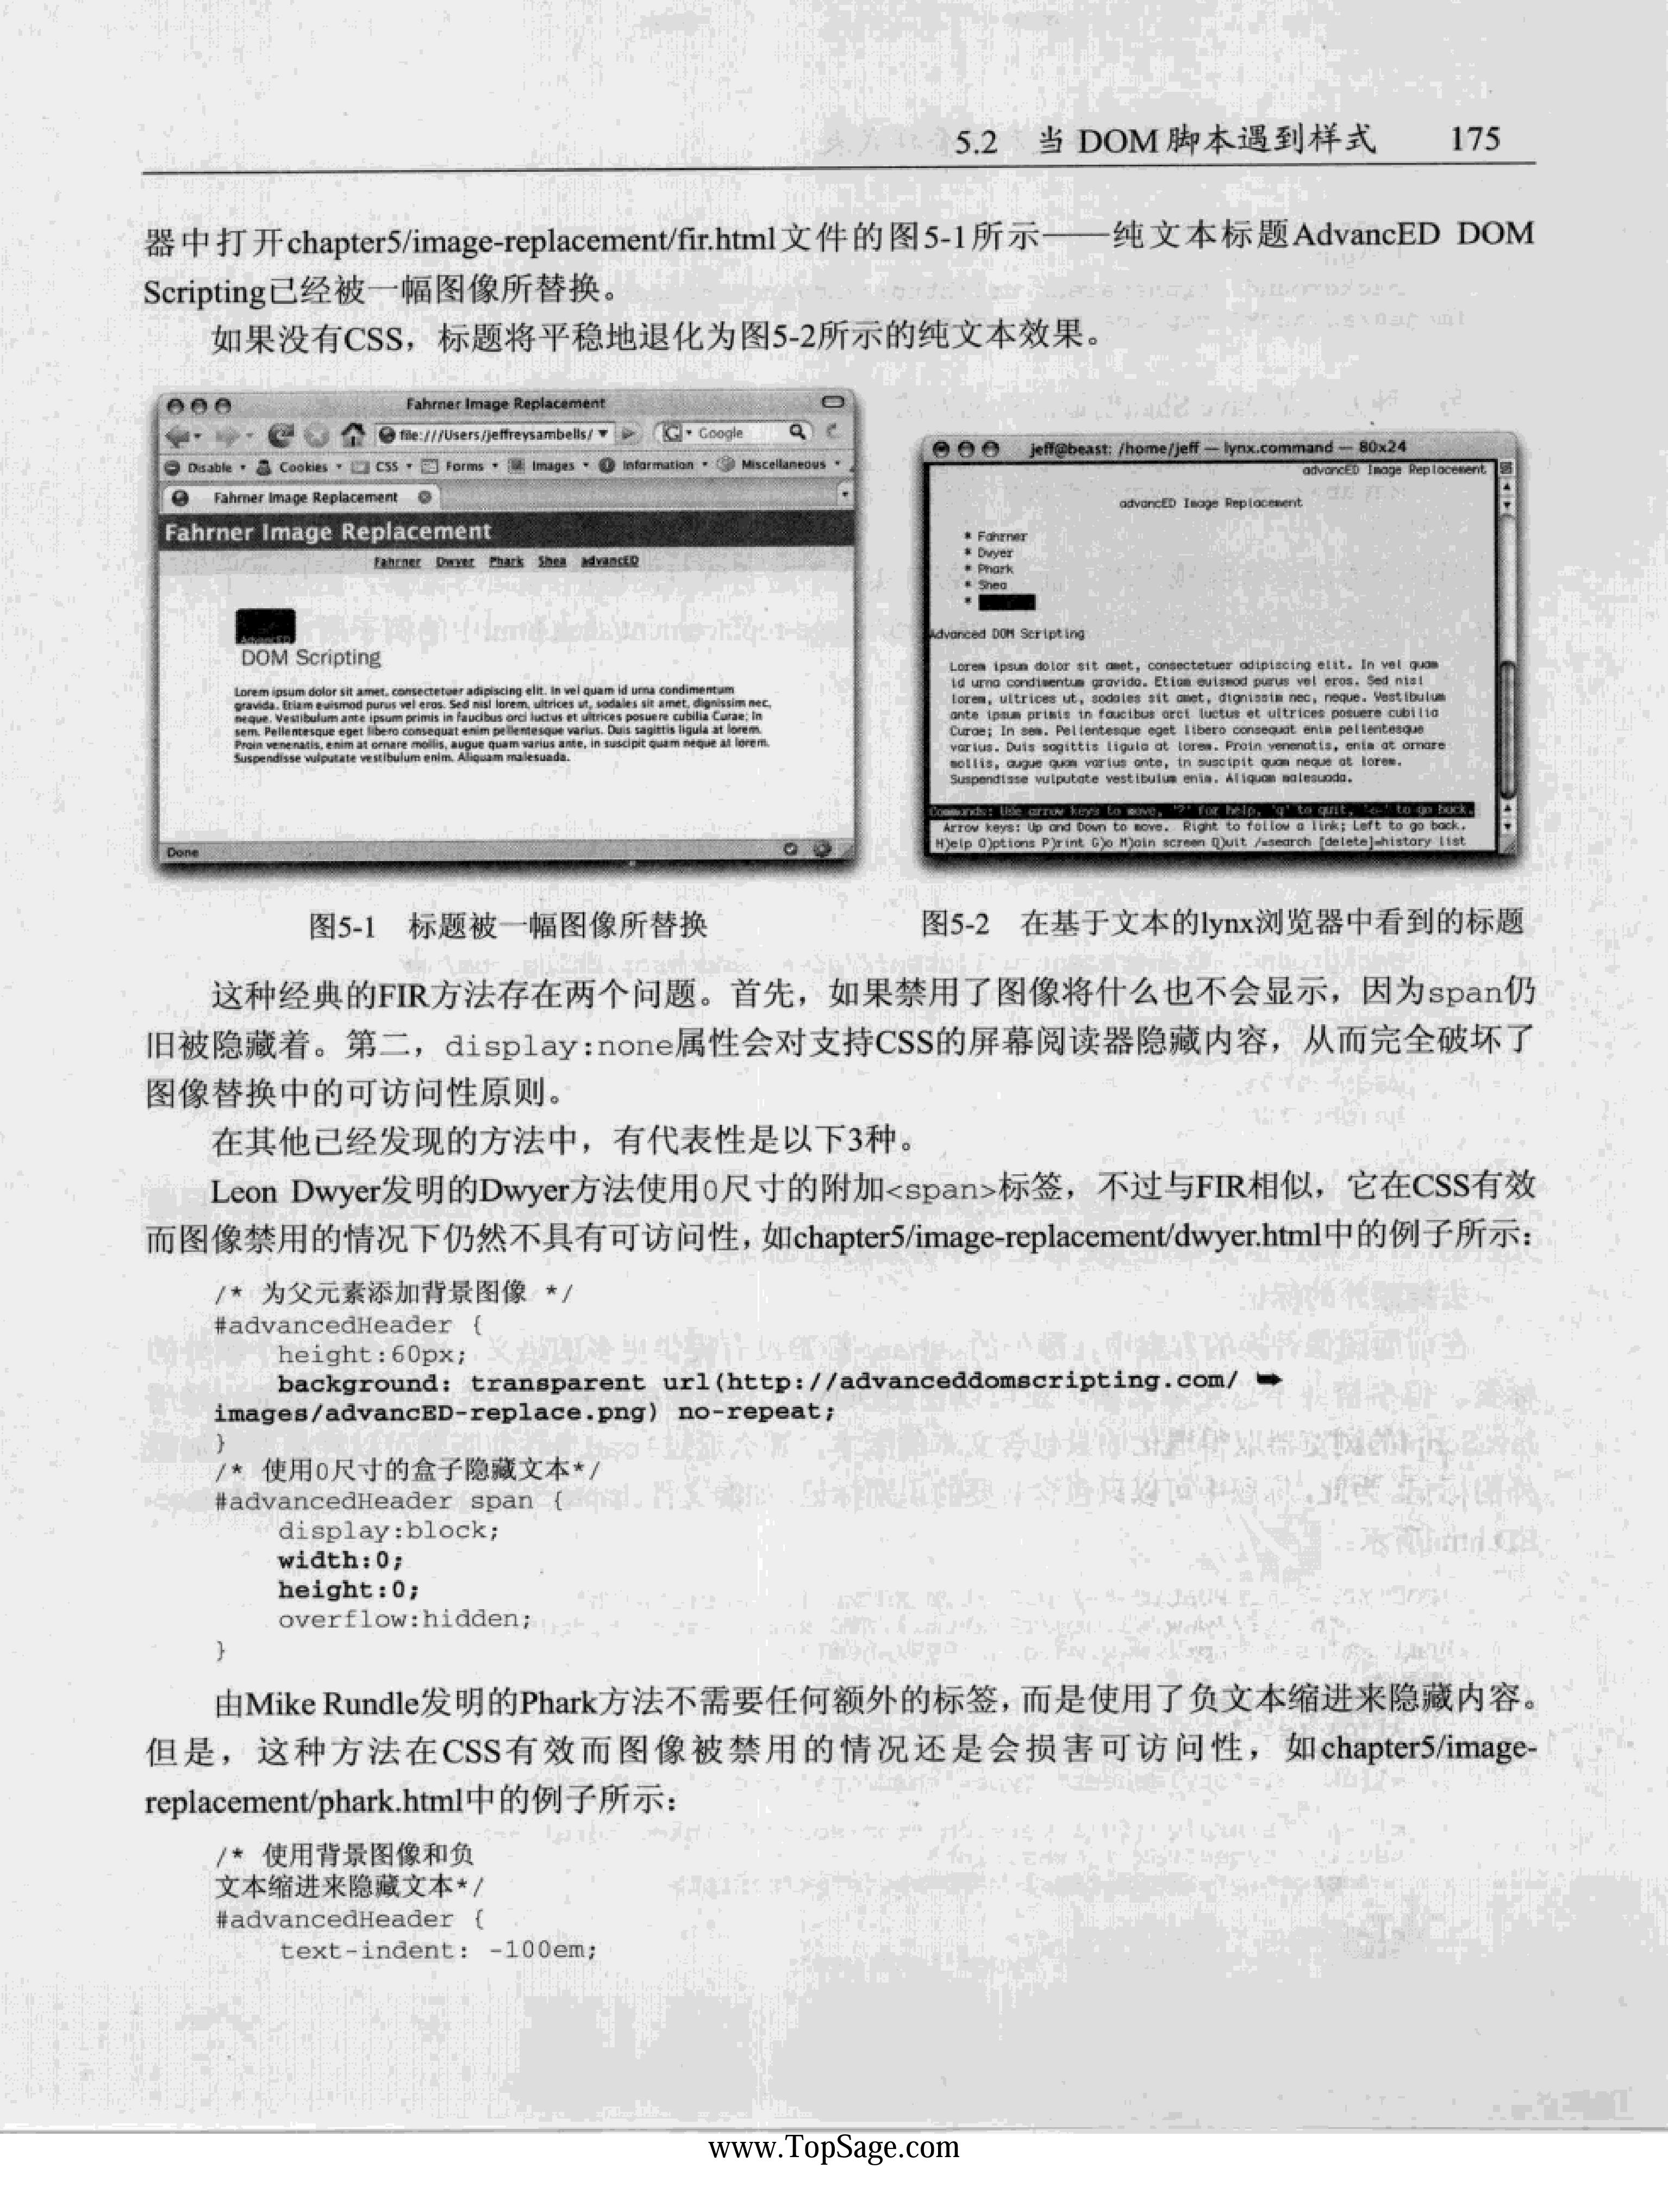 5.2 当 DOM 脚本遇到样式 175
器中打开chapter5/image-replacement/fir.html文件的图5-1所示——纯文本标题AdvancED DOM
Scripting已经被一幅图像所替换。
如果没有CSS，标题将平稳地退化为图5-2所示的纯文本效果。
Fahrner Image Replacement
file:///Users/jeffreysambells/ Google
Disable Cookies CSS Forms Images Information Miscellaneous
Fahrner Image Replacement
Fahrner Image Replacement
Fahrner Dwyer Phark Shea advancED
AdvancED
DOM Scripting
Lorem ipsum dolor sit amet, consectetuer adipiscing elit. In vel quam id urna condimentum
gravida. Etiam euismod purus vel eros. Sed nisl lorem, ultrices ut, sodales sit amet, dignissim nec,
neque. Vestibulum ante ipsum primis in faucibus orci luctus et ultrices posuere cubilia Curae; In
sem. Pellentesque eget libero consequat enim pellentesque varius. Duis sagittis ligula at lorem.
Proin venenatis, enim at ornare mollis, augue quam varius ante, in suscipit quam neque at lorem.
Suspendisse vulputate vestibulum enim. Aliquam malesuada.
Done
jeff@beast: /home/jeff — lynx.command — 80x24
advancED Image Replacement
advancED Image Replacement
* Fahrner
* Dwyer
* Phark
* Shea
*
Advanced DOM Scripting
Lorem ipsum dolor sit amet, consectetuer adipiscing elit. In vel quam
id urna condimentum gravida. Etiam euismod purus vel eros. Sed nisl
lorem, ultrices ut, sodales sit amet, dignissim nec, neque. Vestibulum
ante ipsum primis in faucibus orci luctus et ultrices posuere cubilia
Curae; In sem. Pellentesque eget libero consequat enim pellentesque
varius. Duis sagittis ligula at lorem. Proin venenatis, enim at ornare
mollis, augue quam varius ante, in suscipit quam neque at lorem.
Suspendisse vulputate vestibulum enim. Aliquam malesuada.
Commands: Use arrow keys to move, '?' for help, 'q' to quit, '<-' to go back.
Arrow keys: Up and Down to move. Right to follow a link; Left to go back.
H)elp O)ptions P)rint G)o M)ain screen Q)uit /=search [delete]=history list
图5-1 标题被一幅图像所替换
图5-2 在基于文本的lynx浏览器中看到的标题
这种经典的FIR方法存在两个问题。首先，如果禁用了图像将什么也不会显示，因为span仍
旧被隐藏着。第二，display:none属性会对支持CSS的屏幕阅读器隐藏内容，从而完全破坏了
图像替换中的可访问性原则。
在其他已经发现的方法中，有代表性是以下3种。
Leon Dwyer发明的Dwyer方法使用0尺寸的附加<span>标签，不过与FIR相似，它在CSS有效
而图像禁用的情况下仍然不具有可访问性，如chapter5/image-replacement/dwyer.html中的例子所示：
/* 为父元素添加背景图像 */
#advancedHeader {
height:60px;
background: transparent url(http://advanceddomscripting.com/ ➥
images/advancED-replace.png) no-repeat;
}
/* 使用0尺寸的盒子隐藏文本*/
#advancedHeader span {
display:block;
width:0;
height:0;
overflow:hidden;
}
由Mike Rundle发明的Phark方法不需要任何额外的标签，而是使用了负文本缩进来隐藏内容。
但是，这种方法在CSS有效而图像被禁用的情况还是会损害可访问性，如chapter5/image-
replacement/phark.html中的例子所示：
/* 使用背景图像和负
文本缩进来隐藏文本*/
#advancedHeader {
text-indent: -100em;
www.TopSage.com